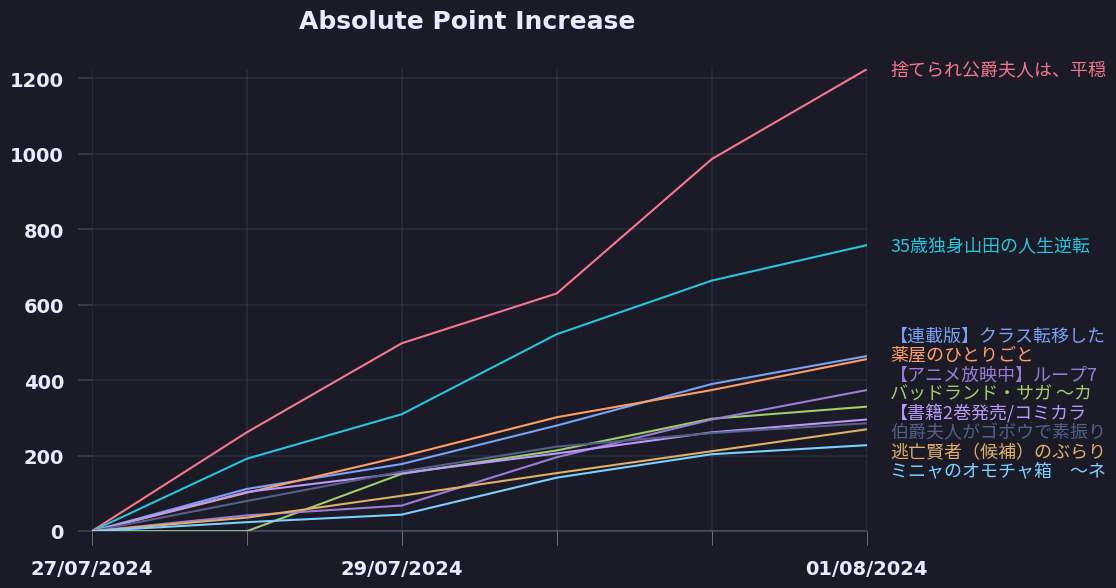 Absolute Point Increase
1200
1000
800
600
400
200
0
27/07/2024
29/07/2024
01/08/2024
捨てられ公爵夫人は、平穏
35歳独身山田の人生逆転
【連載版】クラス転移した
薬屋のひとりごと
【アニメ放映中】ループ7
バッドランド・サガ ～カ
【書籍2巻発売/コミカラ
伯爵夫人がゴボウで素振り
逃亡賢者（候補）のぶらり
ミニャのオモチャ箱　～ネ